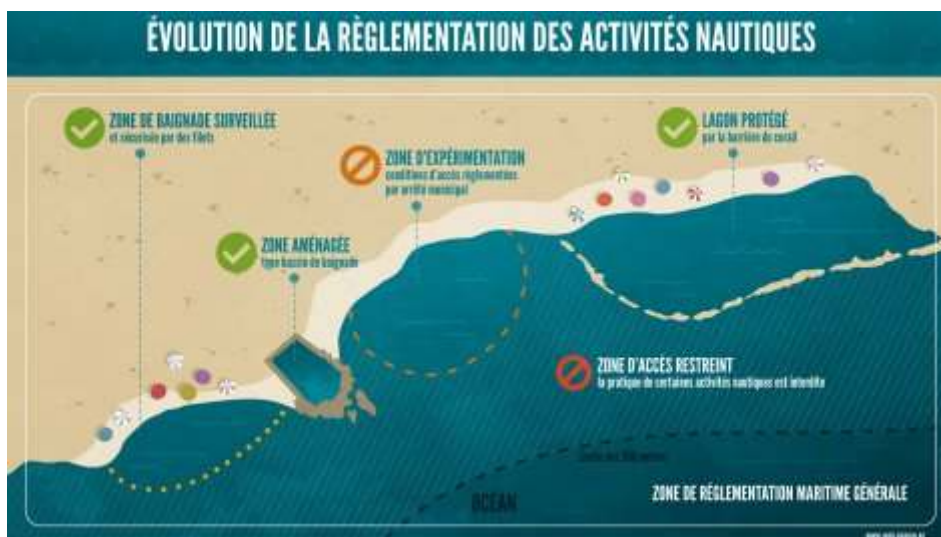 ÉVOLUTION DE LA RÈGLEMENTATION DES ACTIVITÉS NAUTIQUES
ZONE DE BAIGNADE SURVEILLÉE
et sécurisée par des filets
LAGON PROTÉGÉ
par la barrière de corail
ZONE D'EXPÉRIMENTATION
conditions d'accès réglementées
par arrêté municipal
ZONE AMÉNAGÉE
type bassin de baignade
ZONE D'ACCÈS RESTREINT
la pratique de certaines activités nautiques est interdite
ZONE DE RÉGLEMENTATION MARITIME GÉNÉRALE
OCÉAN